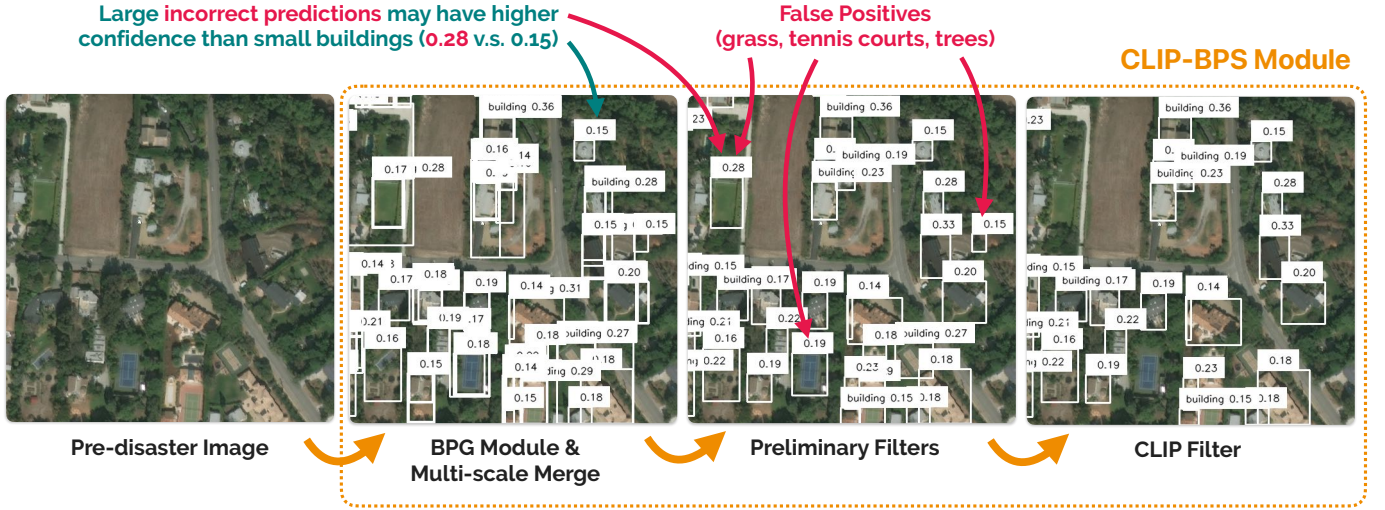 Large incorrect predictions may have higher
confidence than small buildings (0.28 v.s. 0.15)
False Positives
(grass, tennis courts, trees)
CLIP-BPS Module
building 0.36
0.15
0.16
0.17
0.28
building 0.28
0.15
0.15
0.14
0.17
0.18
0.19
0.14
0.31
0.20
0.21
0.16
0.19
.17
0.18
0.18
building 0.27
0.15
0.14
0.29
0.15
0.18
building 0.36
0.15
building 0.19
0.28
building 0.23
0.28
0.33
0.15
0.15
building 0.17
0.19
0.14
0.20
0.21
0.22
0.16
0.19
0.18
building 0.27
0.22
0.19
0.23
0.18
building 0.15
0.18
building 0.36
0.15
building 0.19
building 0.23
0.28
0.33
0.15
building 0.17
0.19
0.14
0.20
0.21
0.22
0.16
0.22
0.19
0.23
0.18
building 0.15
Pre-disaster Image
BPG Module &
Multi-scale Merge
Preliminary Filters
CLIP Filter